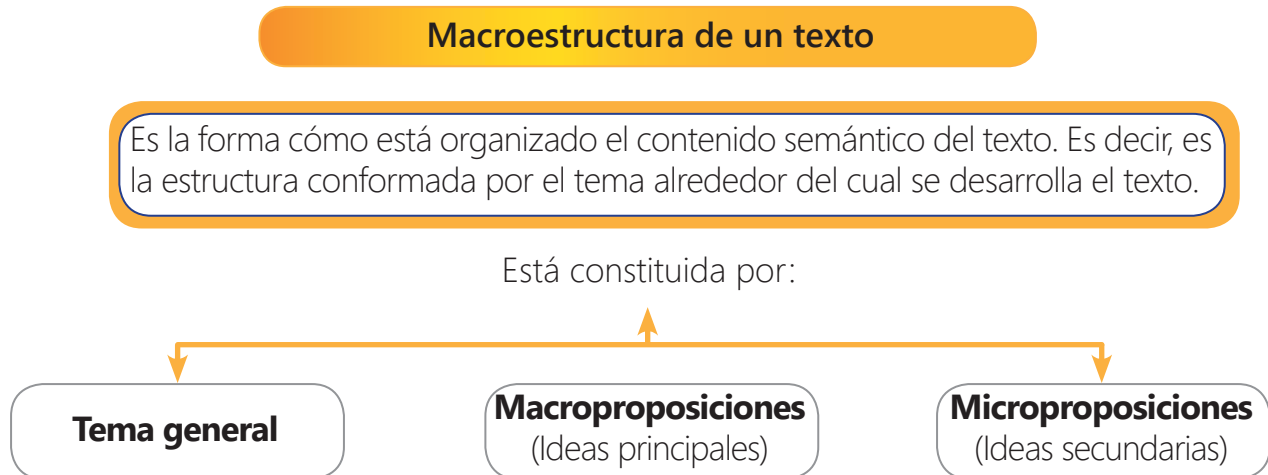 Macroestructura de un texto
Es la forma cómo está organizado el contenido semántico del texto. Es decir, es
la estructura conformada por el tema alrededor del cual se desarrolla el texto.
Está constituida por:
Tema general
Macroproposiciones
(Ideas principales)
Microproposiciones
(Ideas secundarias)